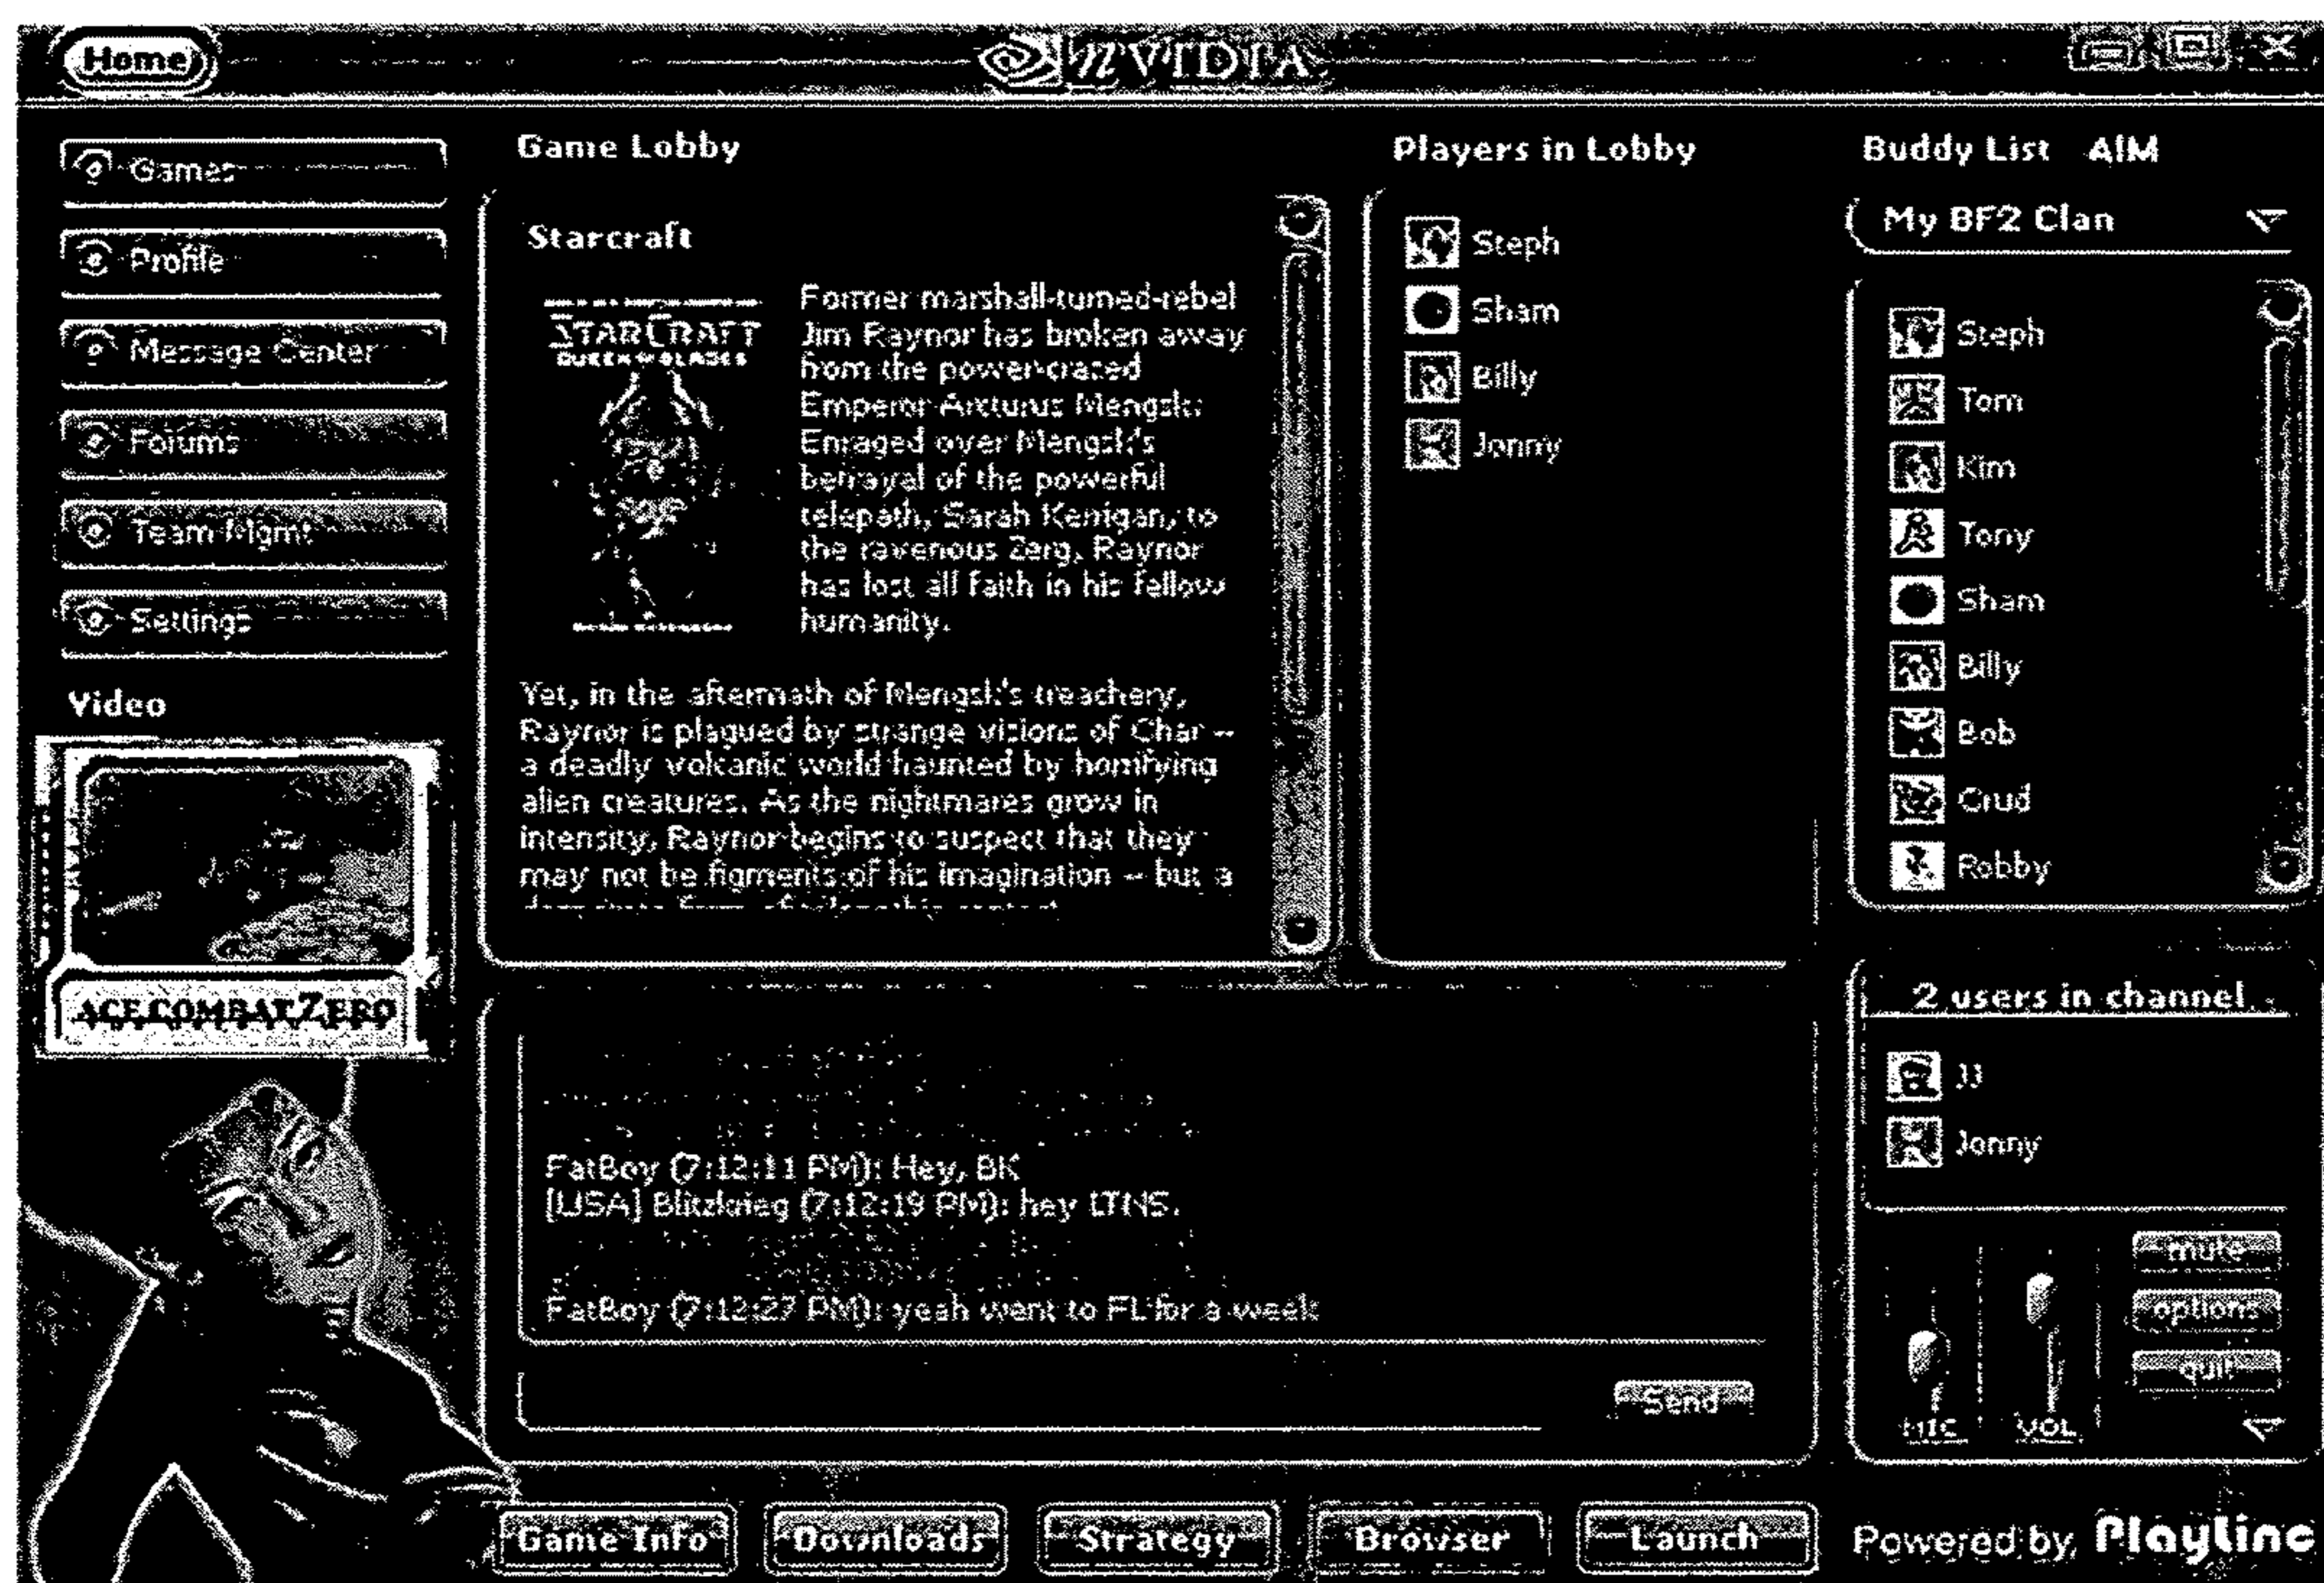 Home
nVIDIA
Games
Profile
Message Center
Forums
Team Mgmt
Settings
Video
ACE COMBAT ZERO
Game Lobby
Starcraft
STARCRAFT
QUEEN OF BLADES
Former marshall-turned-rebel
Jim Raynor has broken away
from the power-crazed
Emperor Arcturus Mengsk.
Enraged over Mengsk's
betrayal of the powerful
telepath, Sarah Kerrigan, to
the ravenous Zerg, Raynor
has lost all faith in his fellow
humanity.
Yet, in the aftermath of Mengsk's treachery,
Raynor is plagued by strange visions of Char --
a deadly volcanic world haunted by horrifying
alien creatures. As the nightmares grow in
intensity, Raynor begins to suspect that they
may not be figments of his imagination -- but a
Players in Lobby
Steph
Sham
Billy
Jonny
Buddy List AIM
My BF2 Clan
Steph
Tom
Kim
Tony
Sham
Billy
Bob
Crud
Robby
FatBoy (7:12:11 PM): Hey, BK
[USA] Blitzkrieg (7:12:19 PM): hey LTNS.
FatBoy (7:12:27 PM): yeah went to FL for a week
Send
2 users in channel
JJ
Jonny
mute
options
quit
MIC
VOL
Game Info
Downloads
Strategy
Browser
Launch
Powered by PlayLinc